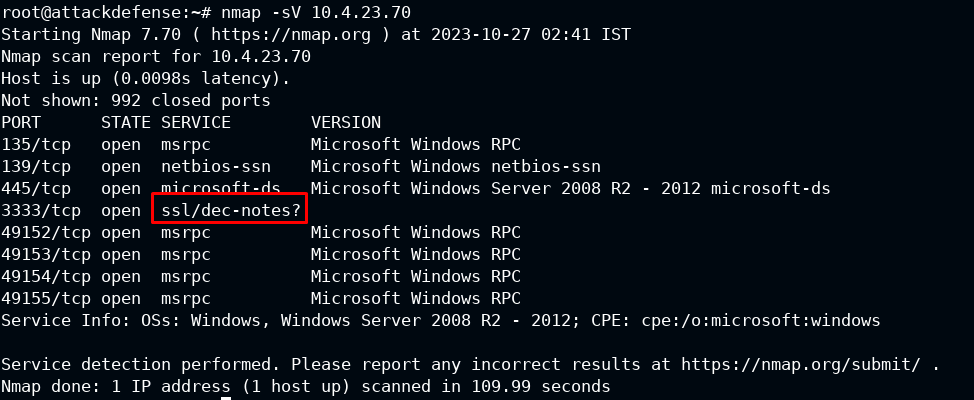 root@attackdefense:~# nmap -sV 10.4.23.70
Starting Nmap 7.70 ( https://nmap.org ) at 2023-10-27 02:41 IST
Nmap scan report for 10.4.23.70
Host is up (0.0098s latency).
Not shown: 992 closed ports
PORT      STATE SERVICE        VERSION
135/tcp   open  msrpc          Microsoft Windows RPC
139/tcp   open  netbios-ssn    Microsoft Windows netbios-ssn
445/tcp   open  microsoft-ds   Microsoft Windows Server 2008 R2 - 2012 microsoft-ds
3333/tcp  open  ssl/dec-notes?
49152/tcp open  msrpc          Microsoft Windows RPC
49153/tcp open  msrpc          Microsoft Windows RPC
49154/tcp open  msrpc          Microsoft Windows RPC
49155/tcp open  msrpc          Microsoft Windows RPC
Service Info: OSs: Windows, Windows Server 2008 R2 - 2012; CPE: cpe:/o:microsoft:windows
Service detection performed. Please report any incorrect results at https://nmap.org/submit/ .
Nmap done: 1 IP address (1 host up) scanned in 109.99 seconds